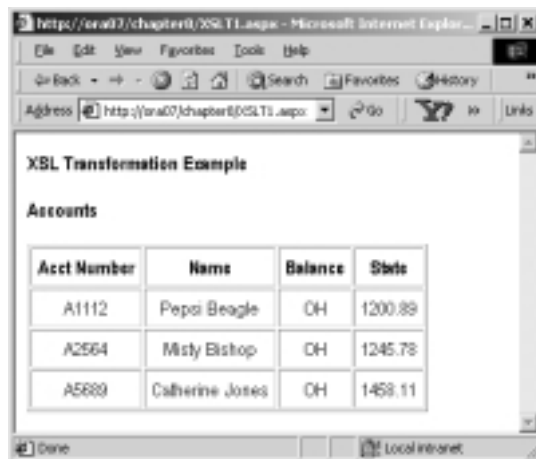 http://ora07/chapter8/XSLT1.aspx - Microsoft Internet Explor...
File Edit View Favorites Tools Help
Back Search Favorites History
Address http://ora07/chapter8/XSLT1.aspx Go Links
XSL Transformation Example
Accounts
Acct Number Name Balance State
A1112 Pepsi Beagle OH 1200.89
A2564 Misty Bishop OH 1245.78
A5689 Catherine Jones OH 1458.11
Done Local intranet